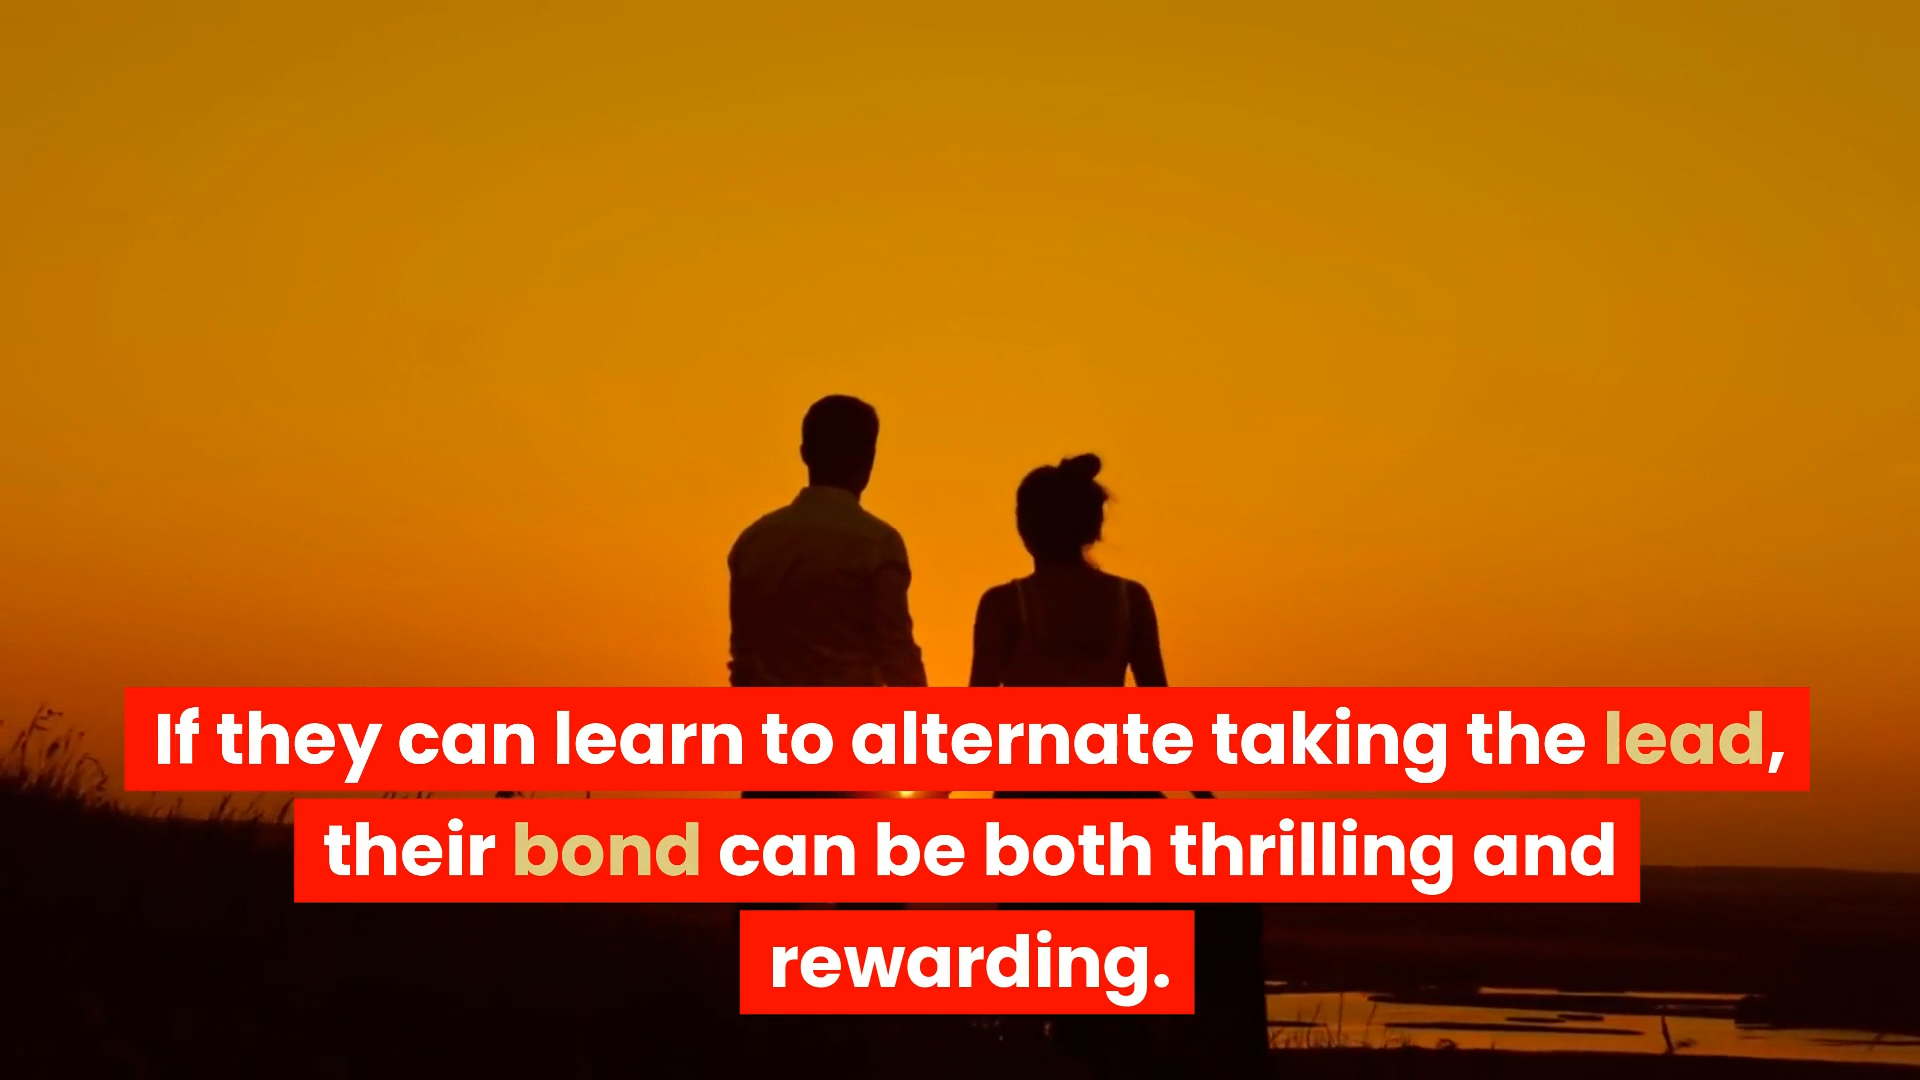 If they can learn to alternate taking the lead,
their bond can be both thrilling and
rewarding.